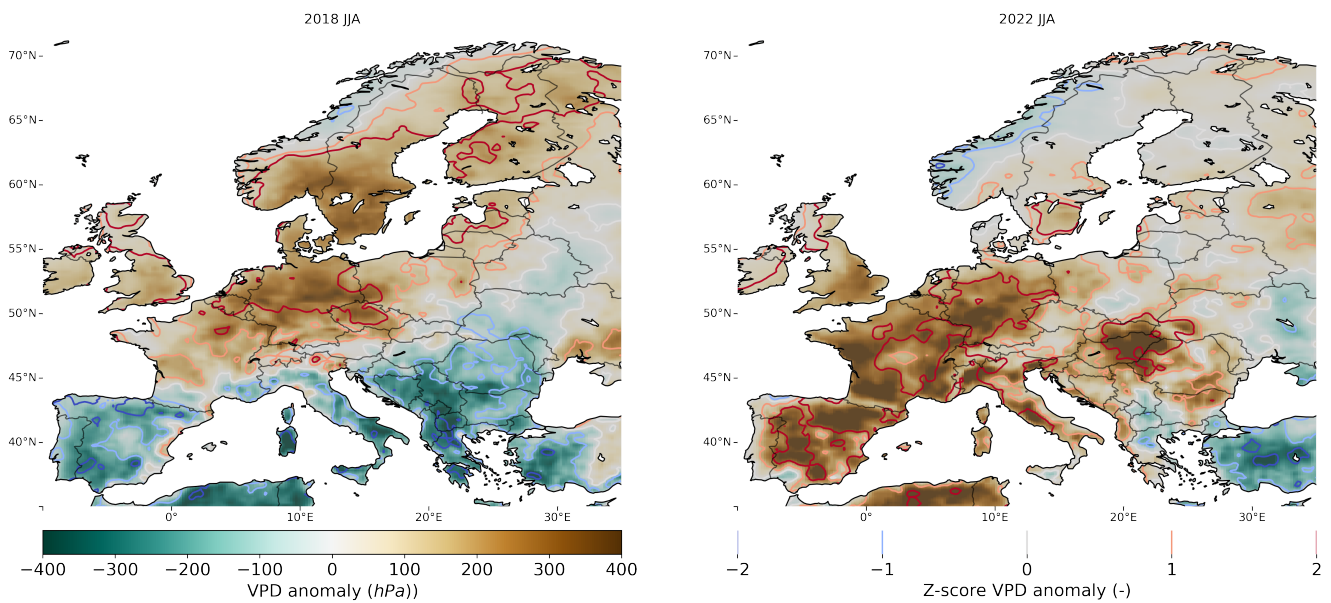 2018 JJA
2022 JJA
70°N
65°N
60°N
55°N
50°N
45°N
40°N
0° 10°E 20°E 30°E
70°N
65°N
60°N
55°N
50°N
45°N
40°N
0° 10°E 20°E 30°E
−400 −300 −200 −100 0 100 200 300 400
VPD anomaly (hPa))
−2 −1 0 1 2
Z-score VPD anomaly (-)